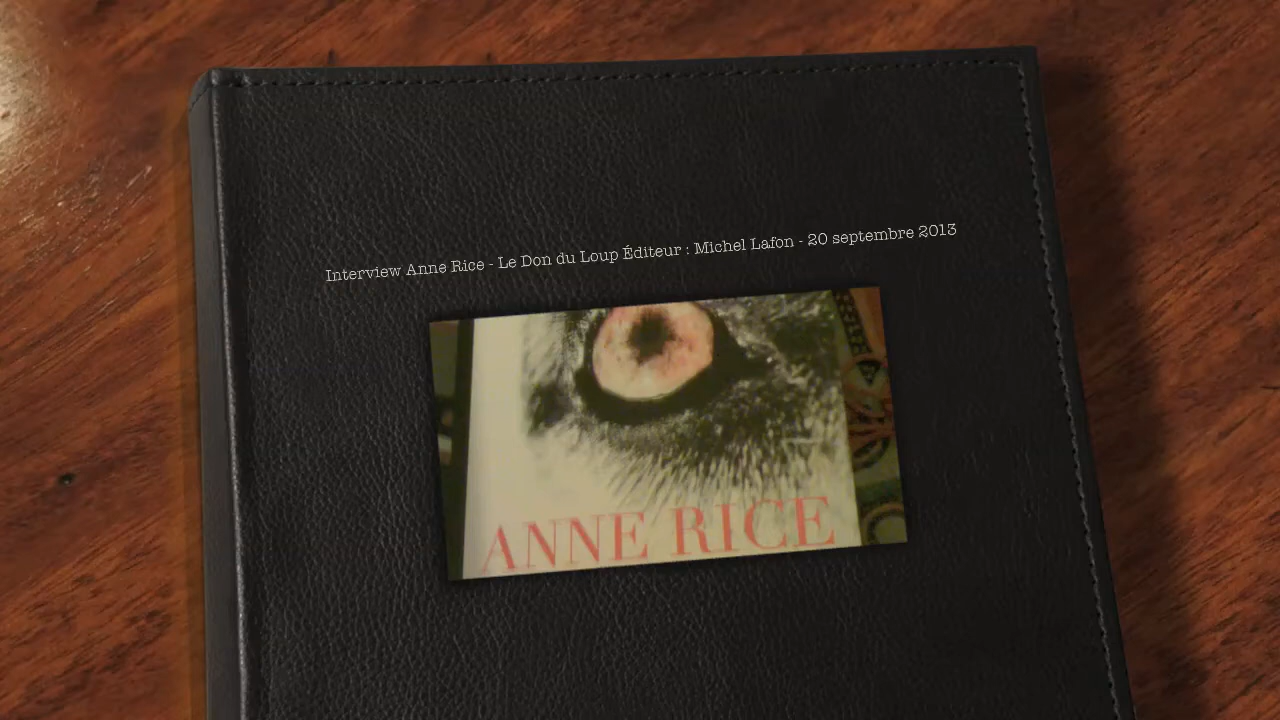 Interview Anne Rice - Le Don du Loup Éditeur : Michel Lafon - 20 septembre 2013
ANNE RICE